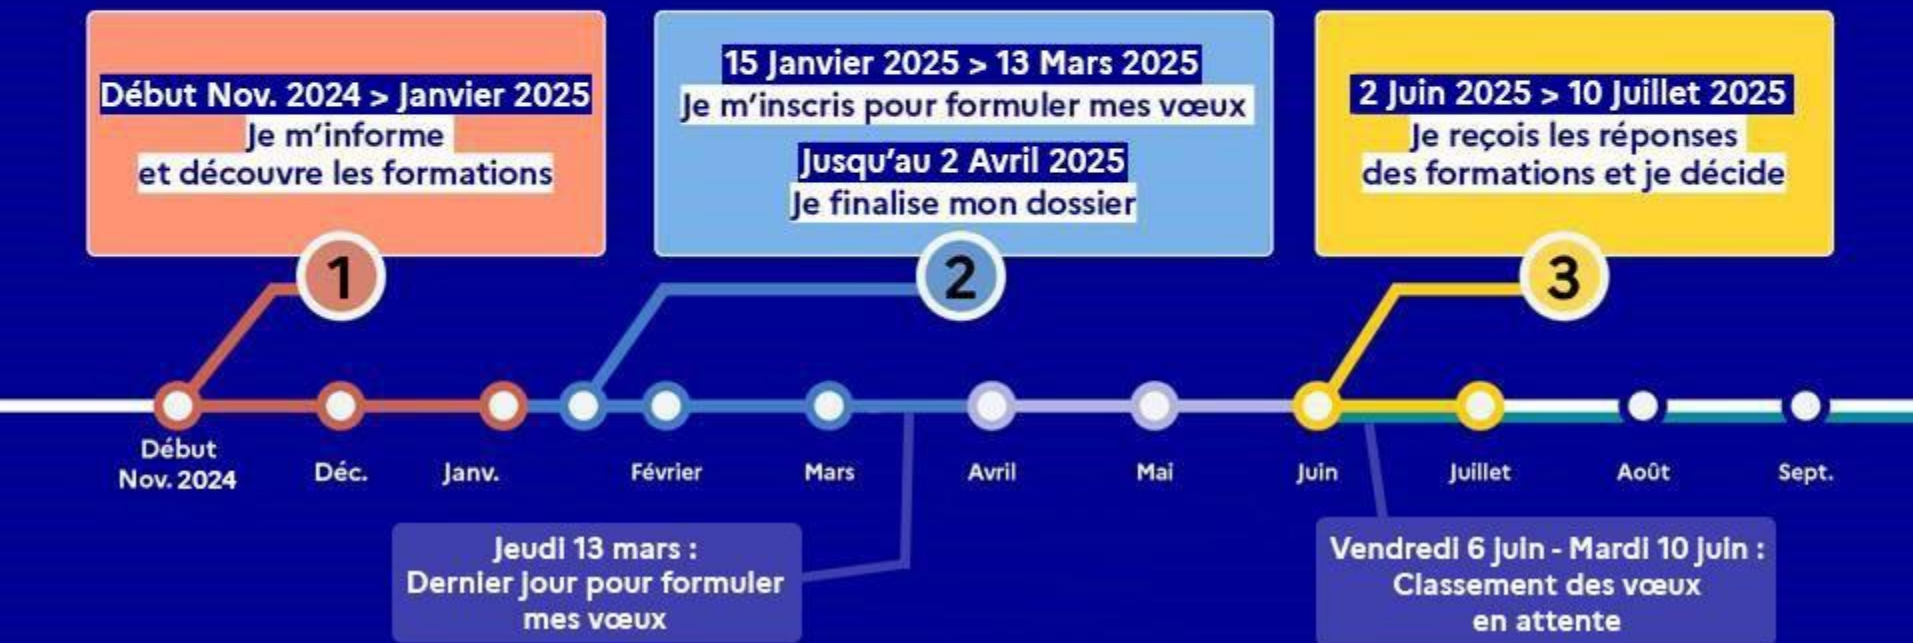 Début Nov. 2024 > Janvier 2025
Je m'informe
et découvre les formations
15 Janvier 2025 > 13 Mars 2025
Je m'inscris pour formuler mes vœux
Jusqu'au 2 Avril 2025
Je finalise mon dossier
2 Juin 2025 > 10 Juillet 2025
Je reçois les réponses
des formations et je décide
1
2
3
Début
Nov. 2024
Déc.
Janv.
Février
Mars
Avril
Mai
Juin
Juillet
Août
Sept.
Jeudi 13 mars :
Dernier jour pour formuler
mes vœux
Vendredi 6 juin - Mardi 10 juin :
Classement des vœux
en attente